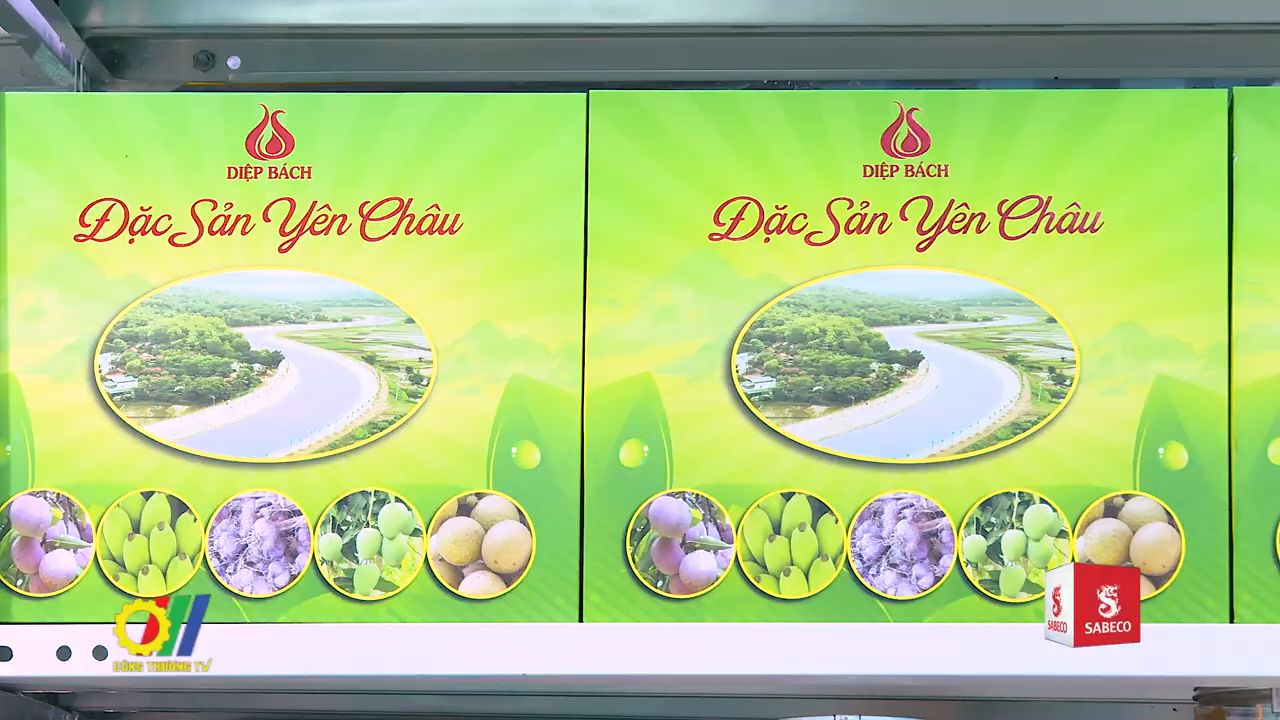 DIỆP BÁCH
Đặc Sản Yên Châu
DIỆP BÁCH
Đặc Sản Yên Châu
CÔNG THƯƠNG TV
SABECO
SABECO